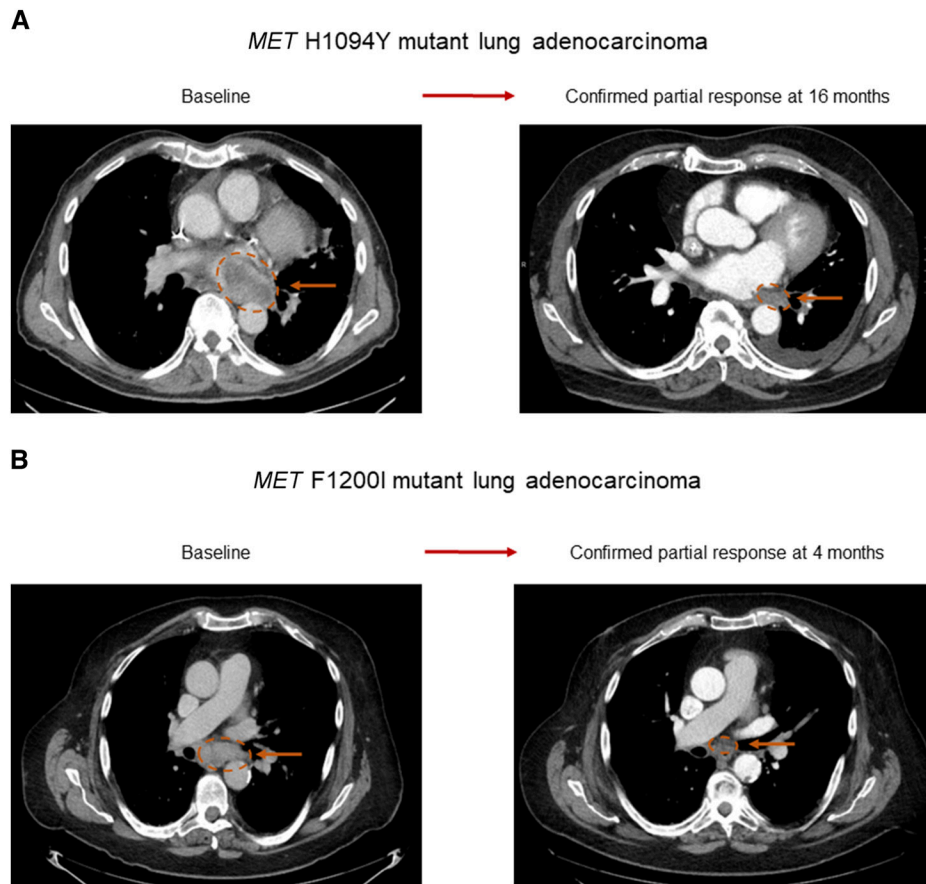 A
MET H1094Y mutant lung adenocarcinoma
Baseline
Confirmed partial response at 16 months
B
MET F1200I mutant lung adenocarcinoma
Baseline
Confirmed partial response at 4 months